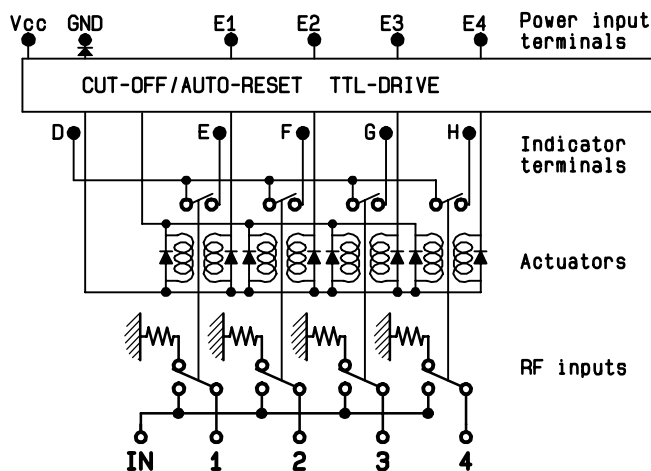 Vcc GND E1 E2 E3 E4 Power input
terminals
CUT-OFF/AUTO-RESET TTL-DRIVE
D E F G H Indicator
terminals
Actuators
RF inputs
IN 1 2 3 4